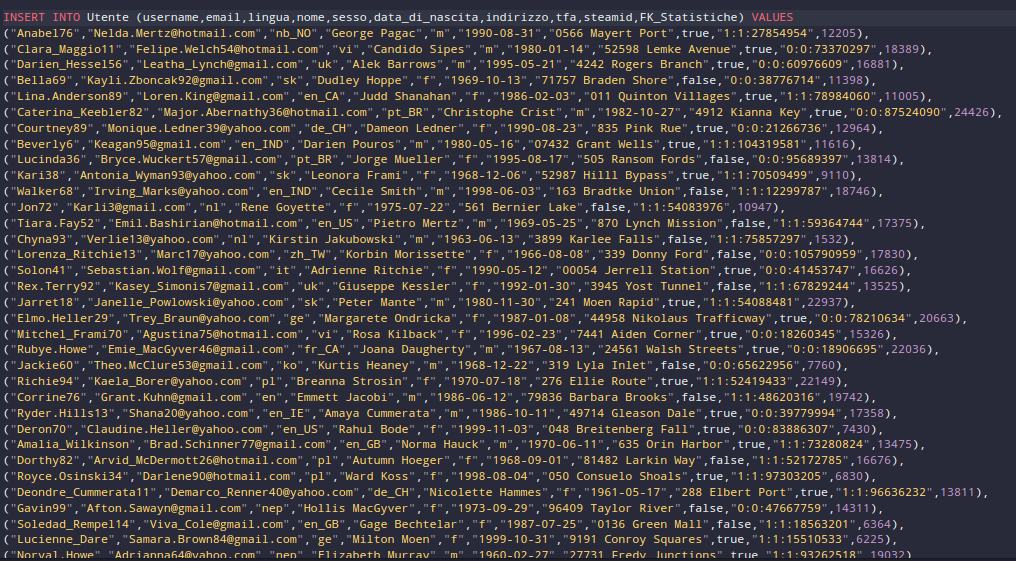 INSERT INTO Utente (username,email,lingua,nome,sesso,data_di_nascita,indirizzo,tfa,steamid,FK_Statistiche) VALUES
("Anabel76","Nelda.Mertz@hotmail.com","nb_NO","George Pagac","m","1990-08-31","0566 Mayert Port",true,"1:1:27854954",12205),
("Clara_Maggio11","Felipe.Welch54@hotmail.com","vi","Candido Sipes","m","1980-01-14","52598 Lemke Avenue",true,"0:0:73370297",18389),
("Darien_Hessel56","Leatha_Lynch@gmail.com","uk","Alek Barrows","m","1995-05-21","4242 Rogers Branch",true,"0:0:60976609",16881),
("Bella69","Kayli.Zboncak92@gmail.com","sk","Dudley Hoppe","f","1969-10-13","71757 Braden Shore",false,"0:0:38776714",11398),
("Lina.Anderson89","Loren.King@gmail.com","en_CA","Judd Shanahan","f","1986-02-03","011 Quinton Villages",true,"1:1:78984060",11005),
("Caterina_Keebler82","Major.Abernathy36@hotmail.com","pt_BR","Christophe Crist","m","1982-10-27","4912 Kianna Key",true,"0:0:87524090",24426),
("Courtney89","Monique.Ledner39@yahoo.com","de_CH","Dameon Ledner","f","1990-08-23","835 Pink Rue",true,"0:0:21266736",12964),
("Beverly6","Keagan95@gmail.com","en_IND","Darien Pouros","m","1980-05-16","07432 Grant Wells",true,"1:1:104319581",11616),
("Lucinda36","Bryce.Wuckert57@gmail.com","pt_BR","Jorge Mueller","f","1995-08-17","505 Ransom Fords",false,"0:0:95689397",13814),
("Kari38","Antonia_Wyman93@yahoo.com","sk","Leonora Frami","f","1968-12-06","52987 Hilll Bypass",true,"0:0:70509499",9110),
("Walker68","Irving_Marks@yahoo.com","en_IND","Cecile Smith","m","1998-06-03","163 Bradtke Union",false,"1:1:12299787",18746),
("Jon72","Karli3@gmail.com","nl","Rene Goyette","f","1975-07-22","561 Bernier Lake",false,"1:1:54083976",10947),
("Tiara.Fay52","Emil.Bashirian@hotmail.com","en_US","Pietro Mertz","m","1969-05-25","870 Lynch Mission",false,"1:1:59364744",17375),
("Chyna93","Verlie13@yahoo.com","nl","Kirstin Jakubowski","m","1963-06-13","3899 Karlee Falls",false,"1:1:75857297",1532),
("Lorenza_Ritchie13","Marc17@yahoo.com","zh_TW","Korbin Morissette","f","1966-08-08","339 Donny Ford",false,"0:0:105790959",17830),
("Solon41","Sebastian.Wolf@gmail.com","it","Adrienne Ritchie","f","1990-05-12","00054 Jerrell Station",true,"0:0:41453747",16626),
("Rex.Terry92","Kasey_Simonis7@gmail.com","uk","Giuseppe Kessler","f","1992-01-30","3945 Yost Tunnel",false,"1:1:67829244",13525),
("Jarret18","Janelle_Powlowski@yahoo.com","sk","Peter Mante","m","1980-11-30","241 Moen Rapid",true,"1:1:54088481",22937),
("Elmo.Heller29","Trey_Braun@yahoo.com","ge","Margarete Ondricka","f","1987-01-08","44958 Nikolaus Trafficway",true,"0:0:78210634",20663),
("Mitchel_Frami70","Agustina75@hotmail.com","vi","Rosa Kilback","f","1996-02-23","7441 Aiden Corner",true,"0:0:18260345",15326),
("Rubye.Howe","Emie_MacGyver46@gmail.com","fr_CA","Joana Daugherty","m","1967-08-13","24561 Walsh Streets",true,"0:0:18906695",22036),
("Jackie60","Theo.McClure53@gmail.com","ko","Kurtis Heaney","m","1968-12-22","319 Lyla Inlet",false,"0:0:65622956",7760),
("Richie94","Kaela_Borer@yahoo.com","pl","Breanna Strosin","f","1970-07-18","276 Ellie Route",true,"1:1:52419433",22149),
("Corrine76","Grant.Kuhn@gmail.com","en","Emmett Jacobi","m","1986-06-12","79836 Barbara Brooks",false,"1:1:48620316",19742),
("Ryder.Hills13","Shana20@yahoo.com","en_IE","Amaya Cummerata","m","1986-10-11","49714 Gleason Dale",true,"0:0:39779994",17358),
("Deron70","Claudine.Heller@yahoo.com","en_US","Rahul Bode","f","1999-11-03","048 Breitenberg Fall",true,"0:0:83886307",7430),
("Amalia_Wilkinson","Brad.Schinner77@gmail.com","en_GB","Norma Hauck","m","1970-06-11","635 Orin Harbor",true,"1:1:73280824",13475),
("Dorthy82","Arvid_McDermott26@hotmail.com","pl","Autumn Hoeger","f","1968-09-01","81482 Larkin Way",false,"1:1:52172785",16676),
("Royce.Osinski34","Darlene90@hotmail.com","pl","Ward Koss","f","1998-08-04","050 Consuelo Shoals",true,"1:1:97303205",6830),
("Deondre_Cummerata11","Demarco_Renner40@yahoo.com","de_CH","Nicolette Hammes","f","1961-05-17","288 Elbert Port",true,"1:1:96636232",13811),
("Gavin99","Afton.Sawayn@gmail.com","nep","Hollis MacGyver","f","1973-09-29","96409 Taylor River",false,"0:0:47667759",14311),
("Soledad_Rempel14","Viva_Cole@gmail.com","en_GB","Gage Bechtelar","f","1987-07-25","0136 Green Mall",false,"1:1:18563201",6364),
("Lucienne_Dare","Samara.Brown84@gmail.com","ge","Milton Moen","f","1999-10-31","9191 Conroy Squares",true,"1:1:15510533",6225),
("Norval.Howe","Adrianna64@yahoo.com","nep","Elizabeth Murray","m","1960-02-27","27731 Fredy Junctions",true,"1:1:93262518",19032)